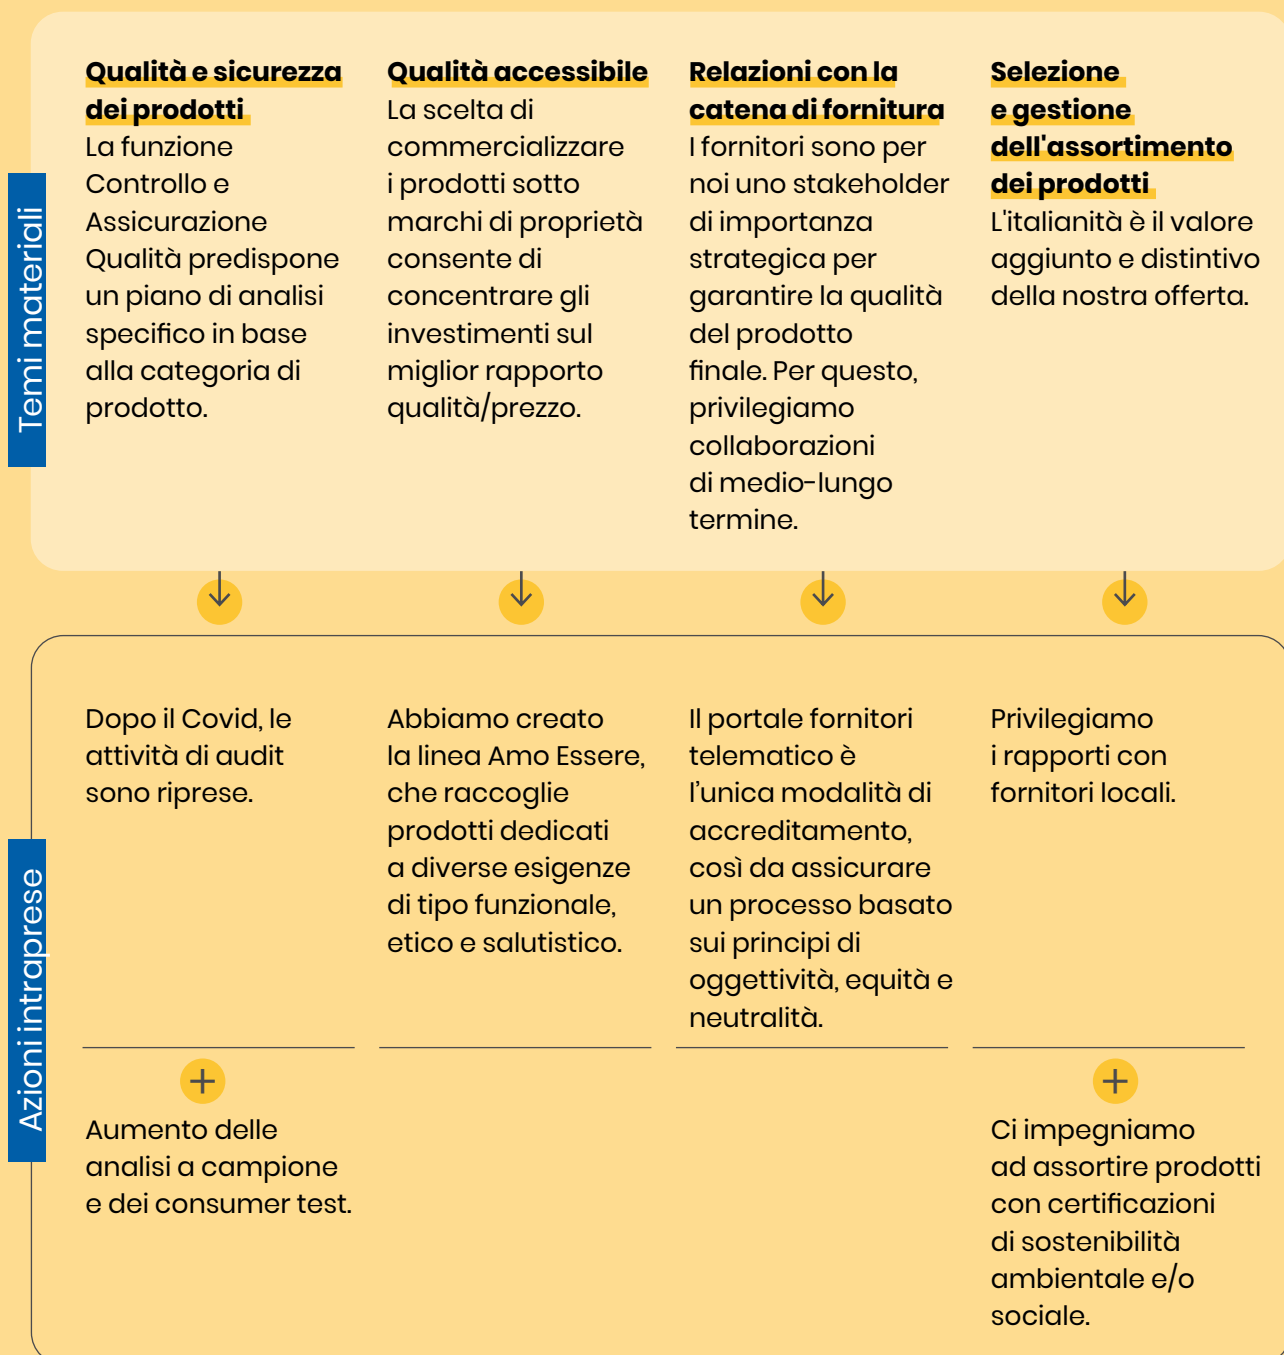 Temi materiali
Qualità e sicurezza
dei prodotti
La funzione
Controllo e
Assicurazione
Qualità predispone
un piano di analisi
specifico in base
alla categoria di
prodotto.
Qualità accessibile
La scelta di
commercializzare
i prodotti sotto
marchi di proprietà
consente di
concentrare gli
investimenti sul
miglior rapporto
qualità/prezzo.
Relazioni con la
catena di fornitura
I fornitori sono per
noi uno stakeholder
di importanza
strategica per
garantire la qualità
del prodotto
finale. Per questo,
privilegiamo
collaborazioni
di medio-lungo
termine.
Selezione
e gestione
dell'assortimento
dei prodotti
L'italianità è il valore
aggiunto e distintivo
della nostra offerta.
Azioni intraprese
Dopo il Covid, le
attività di audit
sono riprese.
+
Aumento delle
analisi a campione
e dei consumer test.
Abbiamo creato
la linea Amo Essere,
che raccoglie
prodotti dedicati
a diverse esigenze
di tipo funzionale,
etico e salutistico.
Il portale fornitori
telematico è
l’unica modalità di
accreditamento,
così da assicurare
un processo basato
sui principi di
oggettività, equità e
neutralità.
Privilegiamo
i rapporti con
fornitori locali.
+
Ci impegniamo
ad assortire prodotti
con certificazioni
di sostenibilità
ambientale e/o
sociale.